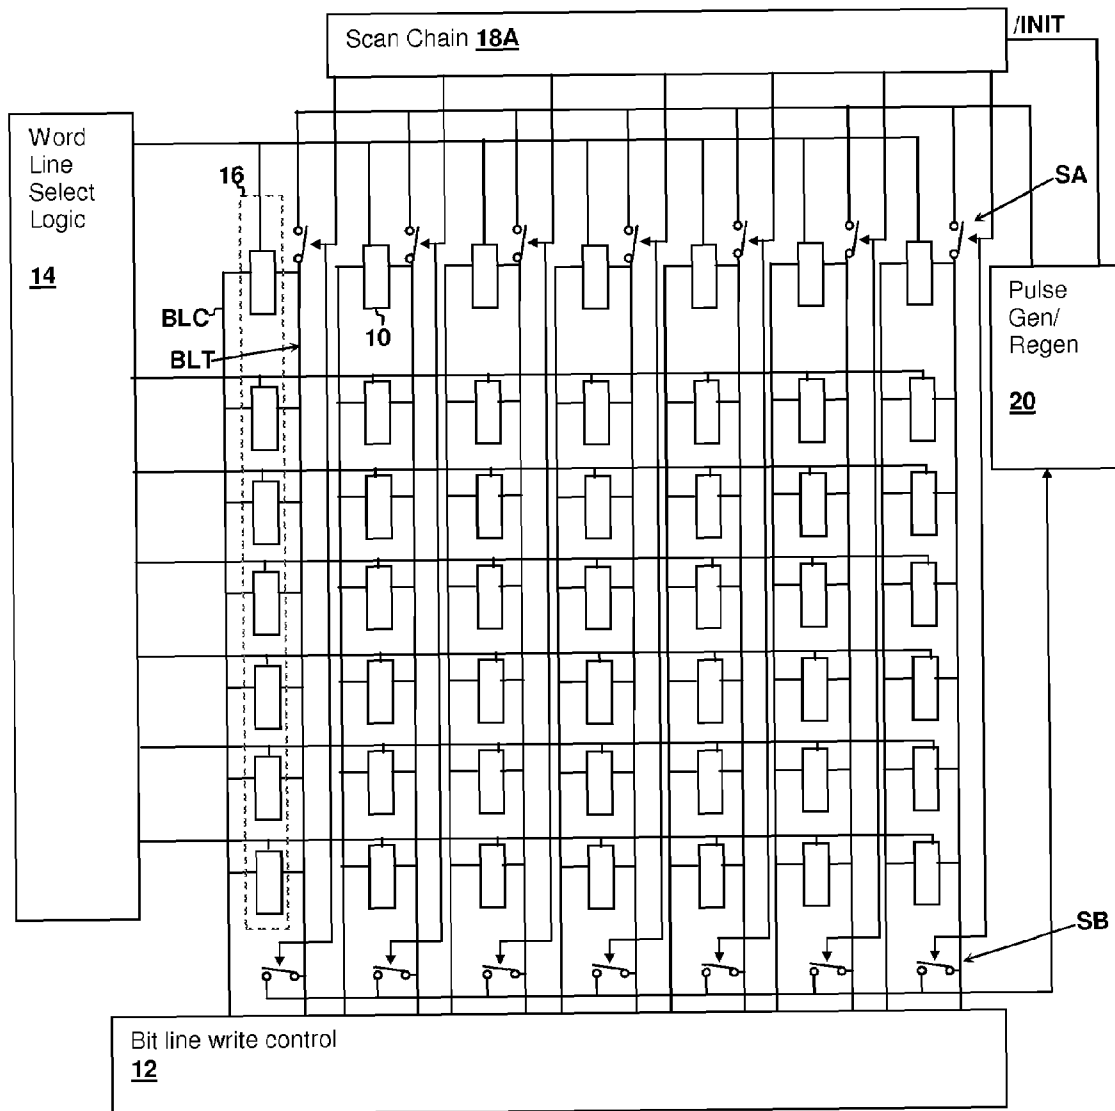 Scan Chain 18A
/INIT
Word
Line
Select
Logic
14
16
SA
BLC
BLT
10
Pulse
Gen/
Regen
20
SB
Bit line write control
12